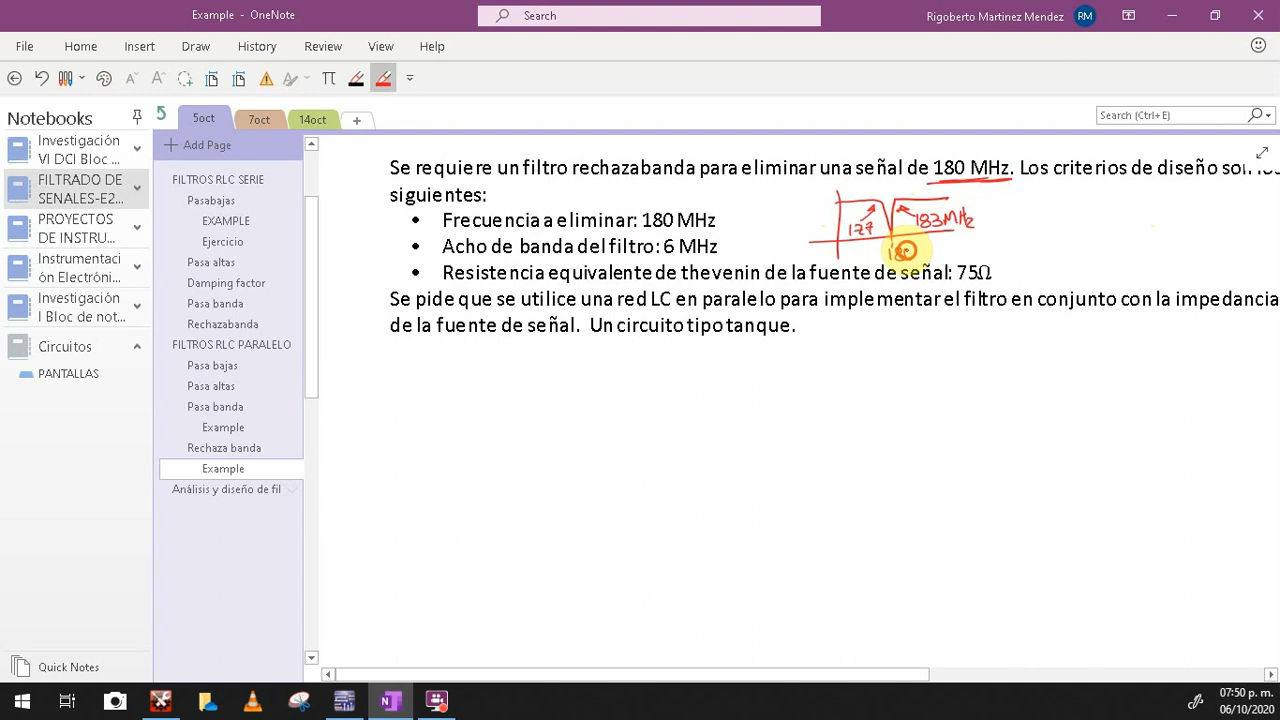 Example - OneNote
Search
Rigoberto Martinez Mendez
RM
File Home Insert Draw History Review View Help
Notebooks
5oct
7oct
14oct
Search (Ctrl+E)
Investigación
VI DCI Bloc ...
FILTRADO DE
SENALES-E2...
PROYECTOS
DE INSTRU...
Instrumentaci
ón Electróni...
Investigación
I Bloc de not...
Circuitos
PANTALLAS
Quick Notes
Add Page
FILTROS RLC SERIE
Pasabajas
EXAMPLE
Ejercicio
Pasa altas
Damping factor
Pasa banda
Rechazabanda
FILTROS RLC PARALELO
Pasa bajas
Pasa altas
Pasa banda
Example
Rechaza banda
Example
Análisis y diseño de fil
Se requiere un filtro rechazabanda para eliminar una señal de 180 MHz. Los criterios de diseño son los
siguientes:
• Frecuencia a eliminar: 180 MHz
• Acho de banda del filtro: 6 MHz
• Resistencia equivalente de thevenin de la fuente de señal: 75Ω
177 183MHz
180
Se pide que se utilice una red LC en paralelo para implementar el filtro en conjunto con la impedancia
de la fuente de señal. Un circuito tipo tanque.
07:50 p. m.
06/10/2020